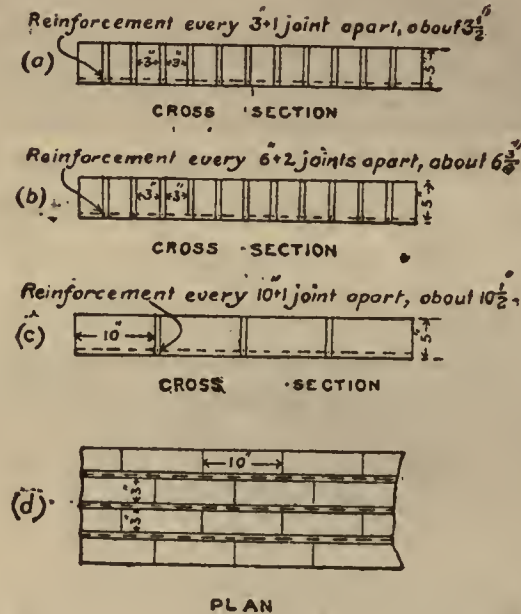 Reinforcement every 3"+1 joint apart, about 3½"
(a)
3" 3"
5"
CROSS SECTION
Reinforcement every 6"+2 joints apart, about 6¾"
(b)
3" 3"
5"
CROSS SECTION
Reinforcement every 10"+1 joint apart, about 10½"
(c)
10"
5"
CROSS SECTION
10"
(d)
3"
3"
PLAN